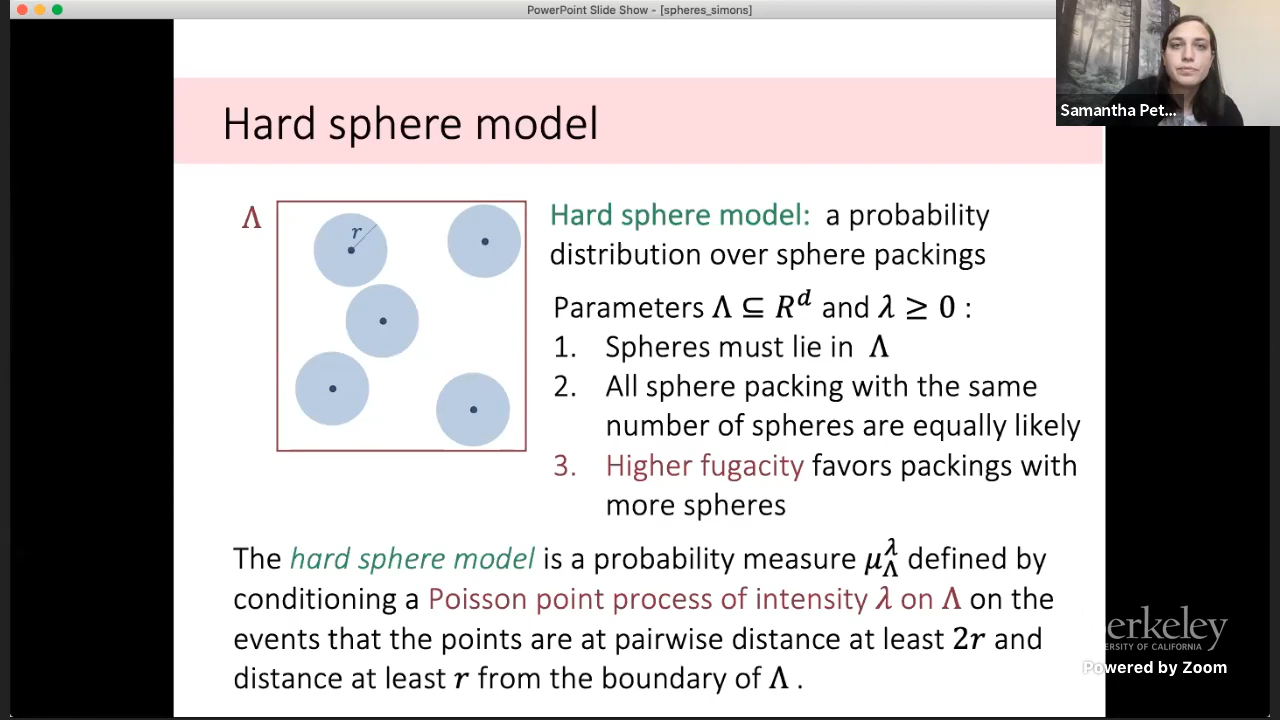 PowerPoint Slide Show - [spheres_simons]
Samantha Pet...
Hard sphere model
Λ
r
Hard sphere model: a probability
distribution over sphere packings
Parameters Λ ⊆ R^d and λ ≥ 0 :
1. Spheres must lie in Λ
2. All sphere packing with the same
number of spheres are equally likely
3. Higher fugacity favors packings with
more spheres
The hard sphere model is a probability measure μ_Λ^λ defined by
conditioning a Poisson point process of intensity λ on Λ on the
events that the points are at pairwise distance at least 2r and
distance at least r from the boundary of Λ .
erkeley
ERSITY OF CALIFORNIA
Powered by Zoom